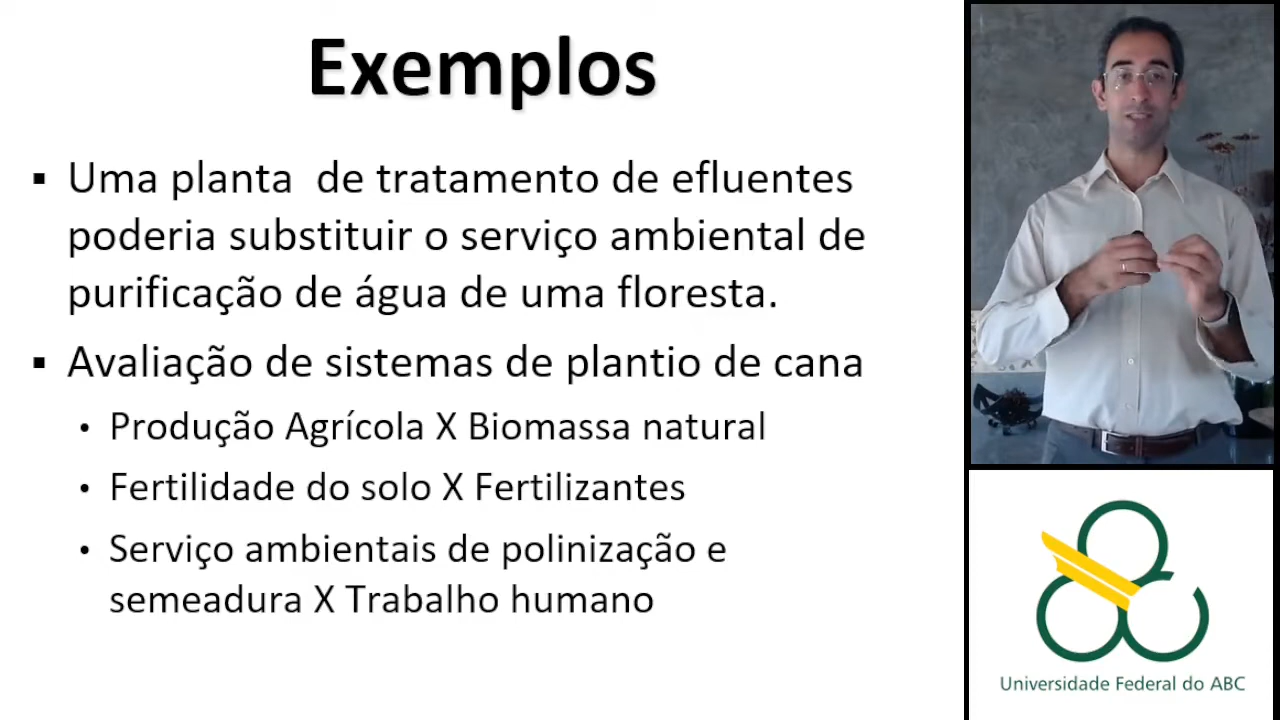 Exemplos
▪ Uma planta  de tratamento de efluentes
poderia substituir o serviço ambiental de
purificação de água de uma floresta.
▪ Avaliação de sistemas de plantio de cana
• Produção Agrícola X Biomassa natural
• Fertilidade do solo X Fertilizantes
• Serviço ambientais de polinização e
semeadura X Trabalho humano
Universidade Federal do ABC